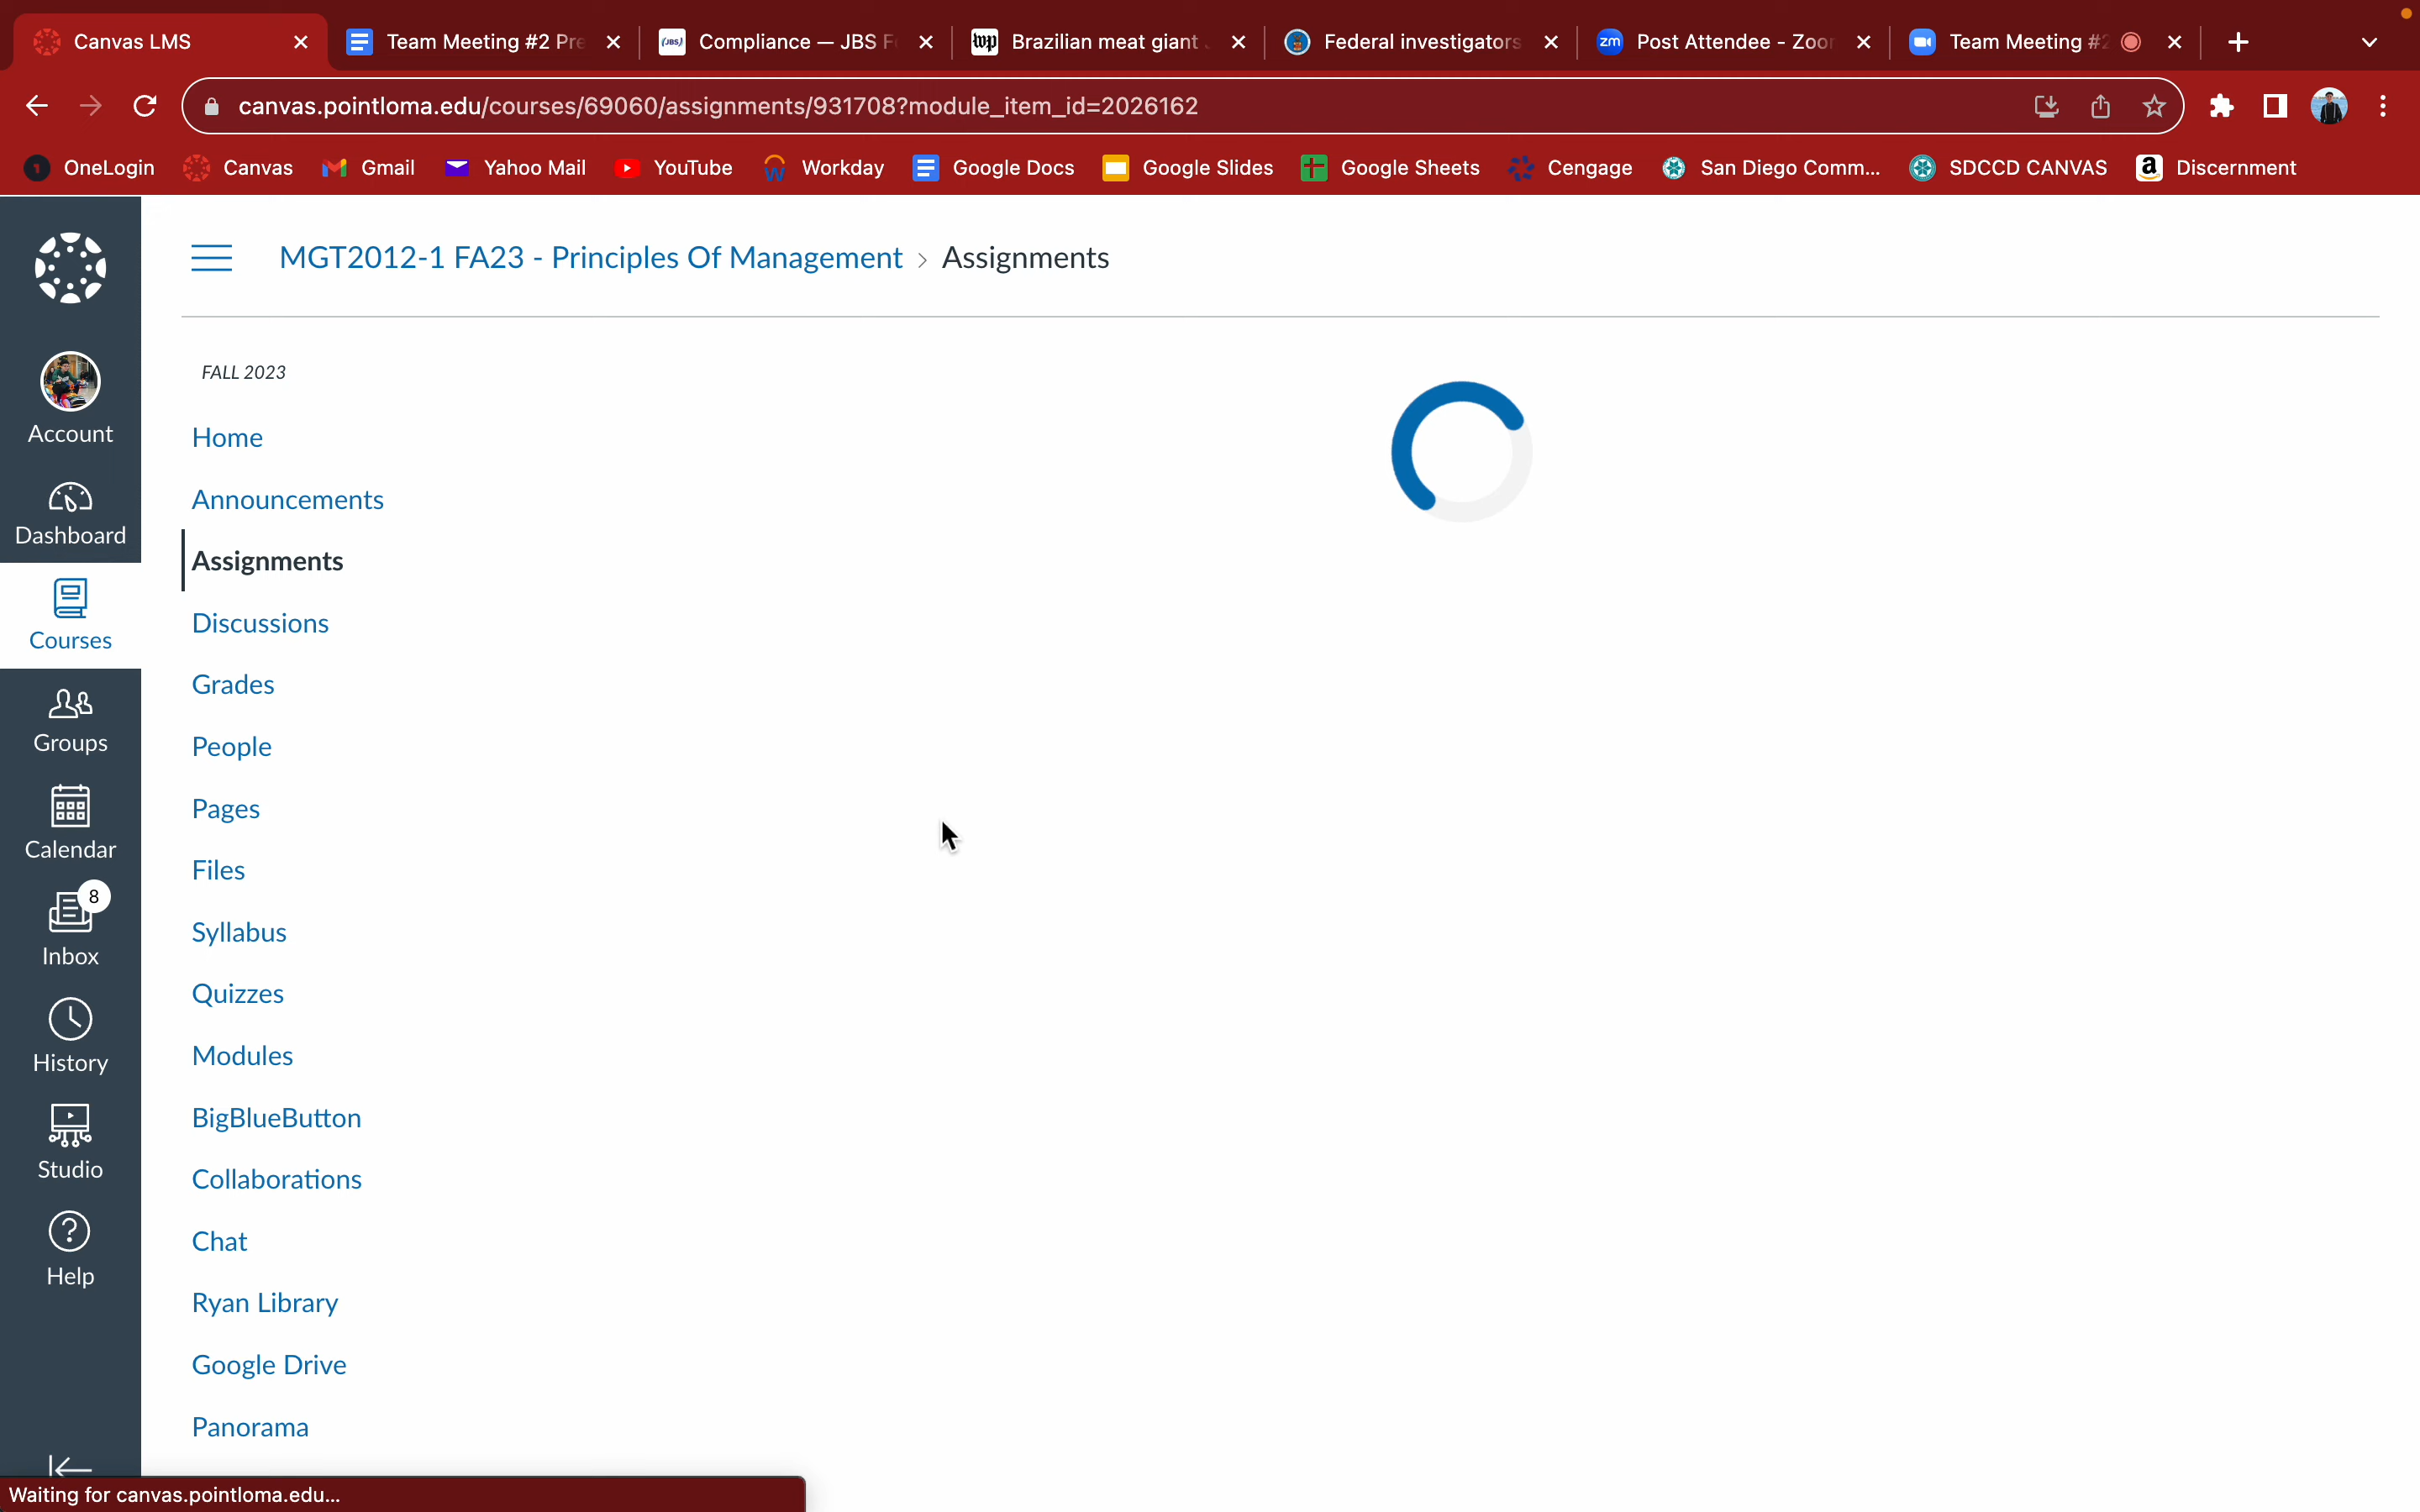 Canvas LMS
Team Meeting #2 Pre
Compliance — JBS F
Brazilian meat giant
Federal investigators
Post Attendee - Zoom
Team Meeting #2
canvas.pointloma.edu/courses/69060/assignments/931708?module_item_id=2026162
OneLogin
Canvas
Gmail
Yahoo Mail
YouTube
Workday
Google Docs
Google Slides
Google Sheets
Cengage
San Diego Comm...
SDCCD CANVAS
Discernment
MGT2012-1 FA23 - Principles Of Management > Assignments
Account
Dashboard
Courses
Groups
Calendar
8
Inbox
History
Studio
Help
FALL 2023
Home
Announcements
Assignments
Discussions
Grades
People
Pages
Files
Syllabus
Quizzes
Modules
BigBlueButton
Collaborations
Chat
Ryan Library
Google Drive
Panorama
Waiting for canvas.pointloma.edu...